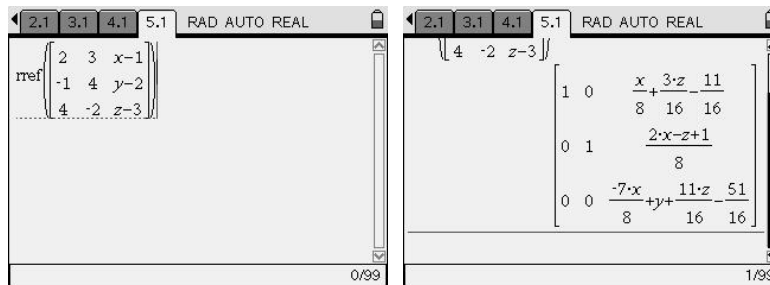 2.1 3.1 4.1 5.1 RAD AUTO REAL
rref([2 3 x-1
-1 4 y-2
4 -2 z-3])
0/99
2.1 3.1 4.1 5.1 RAD AUTO REAL
4 -2 z-3])
1 0 x/8+3·z/16-11/16
0 1 2·x-z+1/8
0 0 -7·x/8+y+11·z/16-51/16
1/99